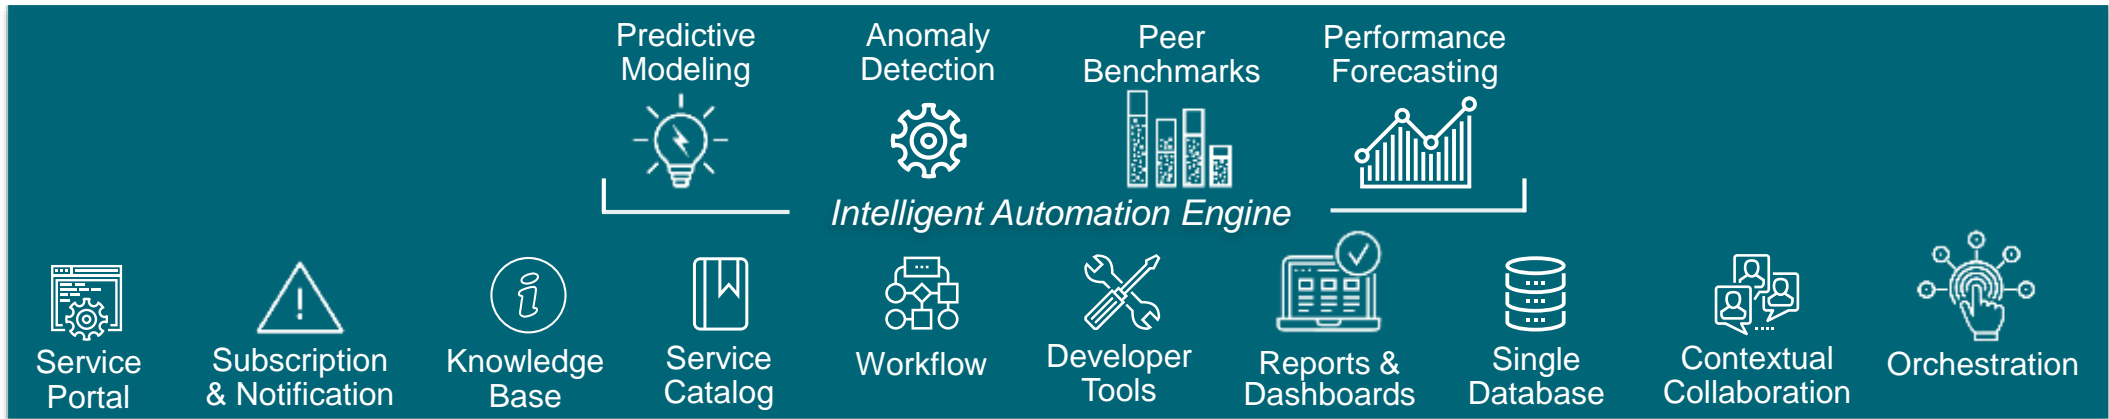 Predictive
Modeling
Anomaly
Detection
Peer
Benchmarks
Performance
Forecasting
Intelligent Automation Engine
Service
Portal
Subscription
& Notification
Knowledge
Base
Service
Catalog
Workflow
Developer
Tools
Reports &
Dashboards
Single
Database
Contextual
Collaboration
Orchestration